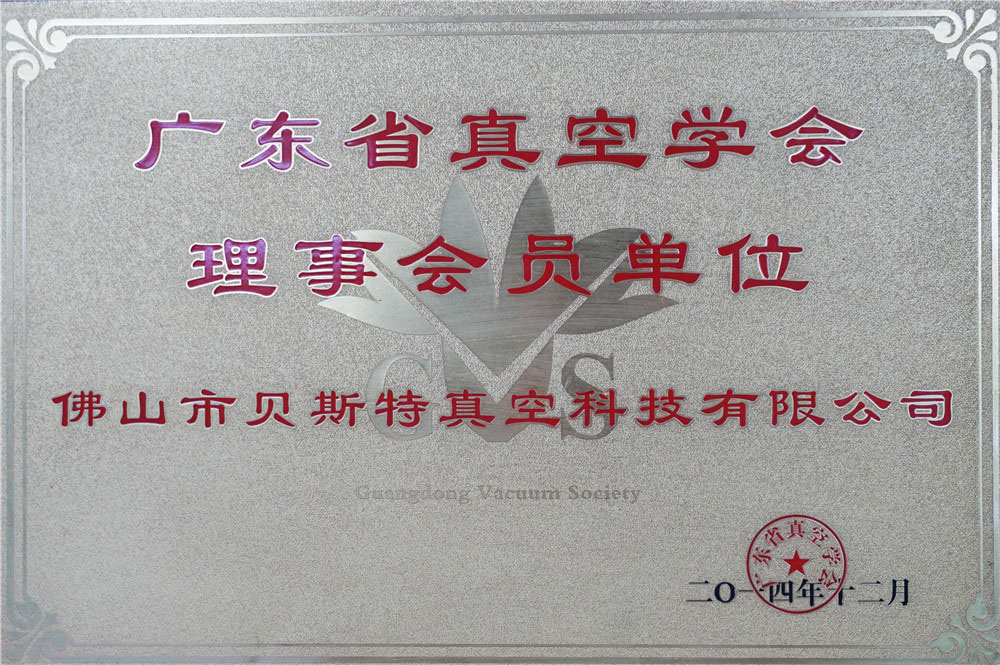 广东省真空学会
理事会员单位
佛山市贝斯特真空科技有限公司
GVS
Guangdong Vacuum Society
广东省真空学会
二〇一四年十二月